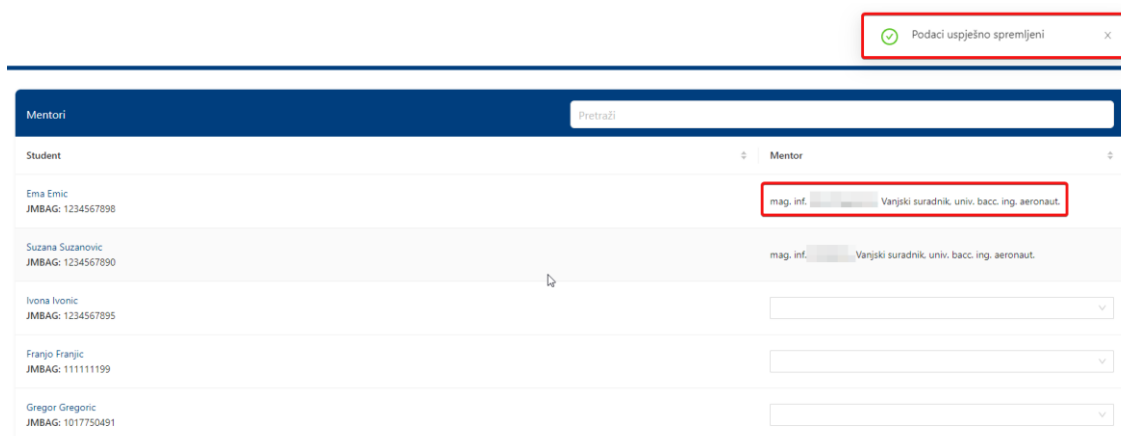 Podaci uspješno spremljeni
Mentori
Pretraži
Student Mentor
Ema Emic
JMBAG: 1234567898
mag. inf. Vanjski suradnik, univ. bacc. ing. aeronaut.
Suzana Suzanovic
JMBAG: 1234567890
mag. inf. Vanjski suradnik, univ. bacc. ing. aeronaut.
Ivona Ivonic
JMBAG: 1234567895
Franjo Franjic
JMBAG: 111111199
Gregor Gregoric
JMBAG: 1017750491